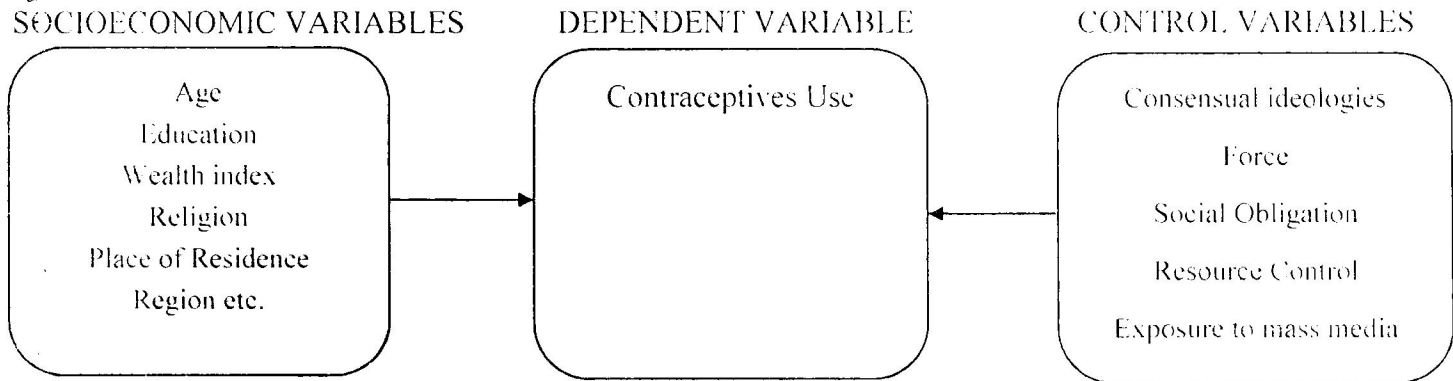 SOCIOECONOMIC VARIABLES
Age
Education
Wealth index
Religion
Place of Residence
Region etc.
DEPENDENT VARIABLE
Contraceptives Use
CONTROL VARIABLES
Consensual ideologies
Force
Social Obligation
Resource Control
Exposure to mass media